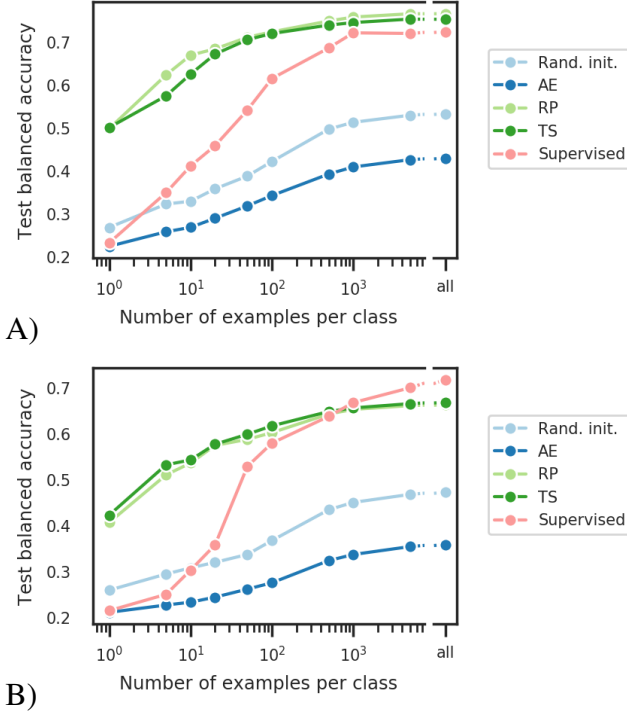 Test balanced accuracy
0.7
0.6
0.5
0.4
0.3
0.2
10⁰
10¹
10²
10³
all
Number of examples per class
Rand. init.
AE
RP
TS
Supervised
A)
Test balanced accuracy
0.7
0.6
0.5
0.4
0.3
0.2
10⁰
10¹
10²
10³
all
Number of examples per class
Rand. init.
AE
RP
TS
Supervised
B)